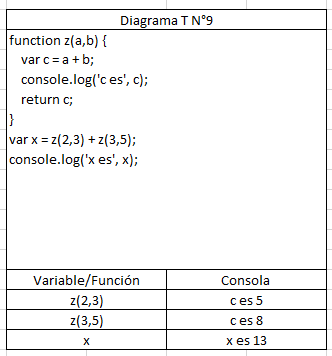 Diagrama T N°9
function z(a,b) {
var c = a + b;
console.log('c es', c);
return c;
}
var x = z(2,3) + z(3,5);
console.log('x es', x);
Variable/Función Consola
z(2,3) c es 5
z(3,5) c es 8
x x es 13